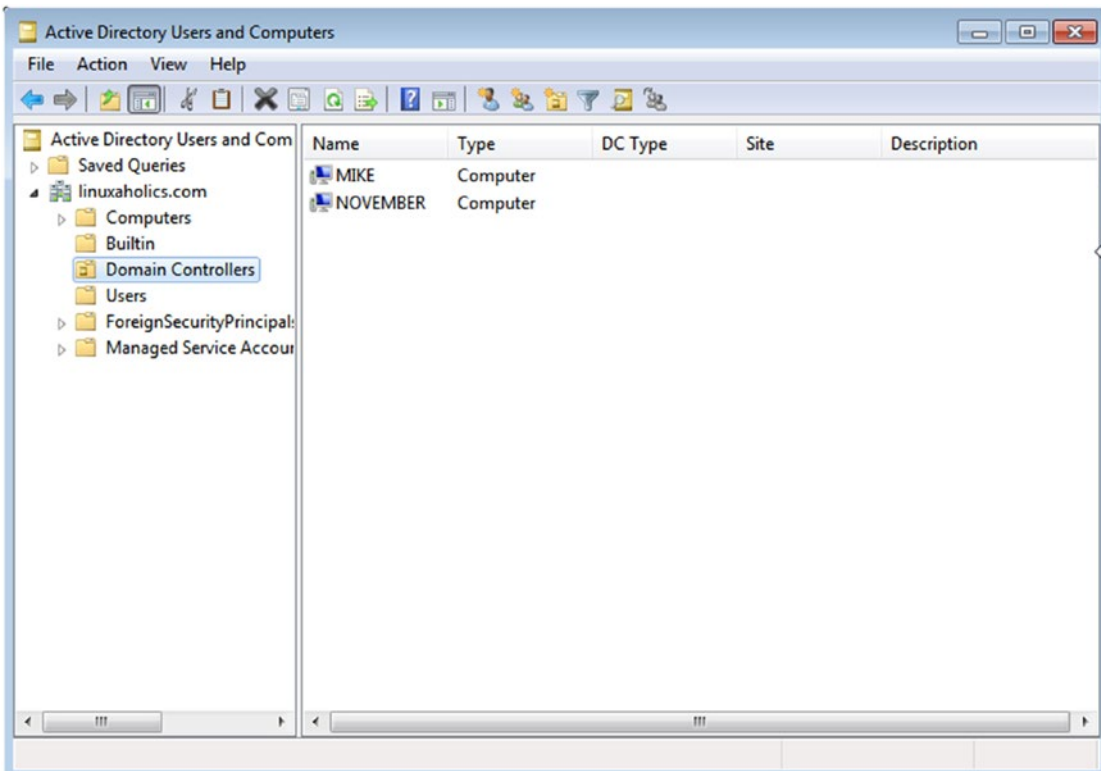 Active Directory Users and Computers
File Action View Help
Active Directory Users and Com
Saved Queries
linuxaholics.com
Computers
Builtin
Domain Controllers
Users
ForeignSecurityPrincipals
Managed Service Accour
Name Type DC Type Site Description
MIKE Computer
NOVEMBER Computer